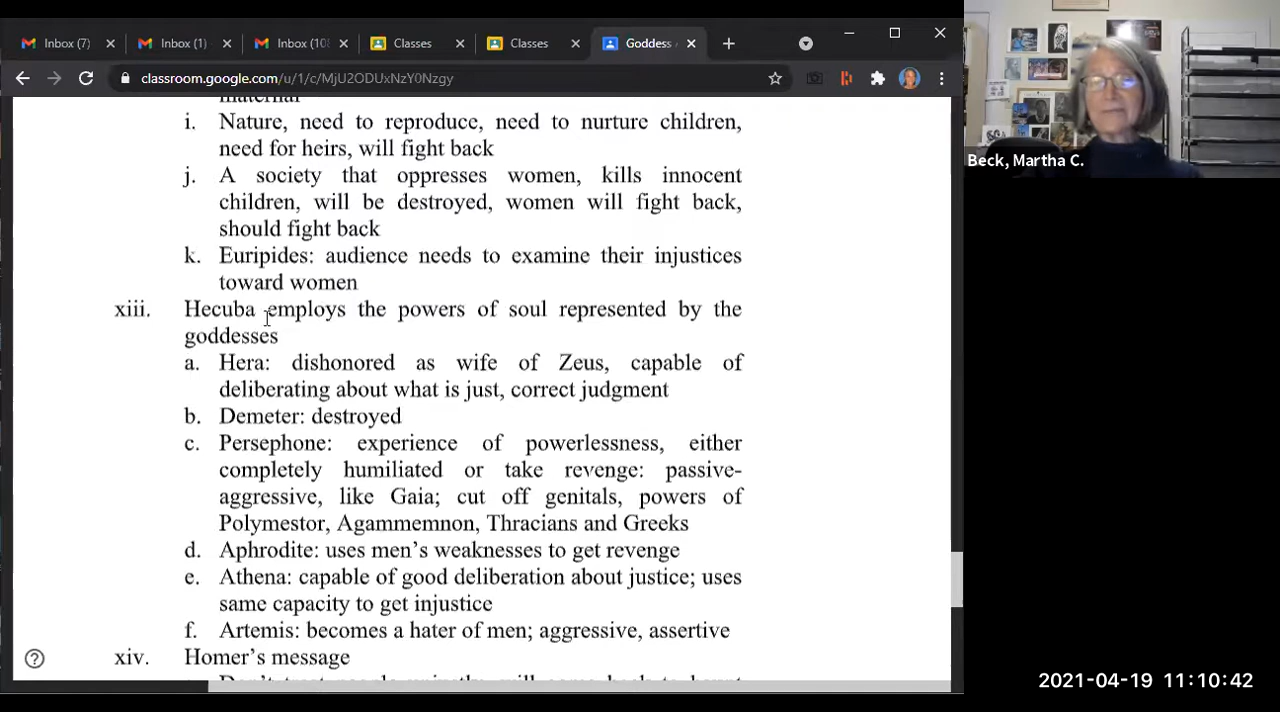 Inbox (7)
Inbox (1)
Inbox (10
Classes
Classes
Goddess
classroom.google.com/u/1/c/MjU2ODUxNzY0Nzgy
maternal
i. Nature, need to reproduce, need to nurture children,
need for heirs, will fight back
j. A society that oppresses women, kills innocent
children, will be destroyed, women will fight back,
should fight back
k. Euripides: audience needs to examine their injustices
toward women
xiii. Hecuba employs the powers of soul represented by the
goddesses
a. Hera: dishonored as wife of Zeus, capable of
deliberating about what is just, correct judgment
b. Demeter: destroyed
c. Persephone: experience of powerlessness, either
completely humiliated or take revenge: passive-
aggressive, like Gaia; cut off genitals, powers of
Polymestor, Agammemnon, Thracians and Greeks
d. Aphrodite: uses men's weaknesses to get revenge
e. Athena: capable of good deliberation about justice; uses
same capacity to get injustice
f. Artemis: becomes a hater of men; aggressive, assertive
xiv. Homer's message
Beck, Martha C.
2021-04-19 11:10:42